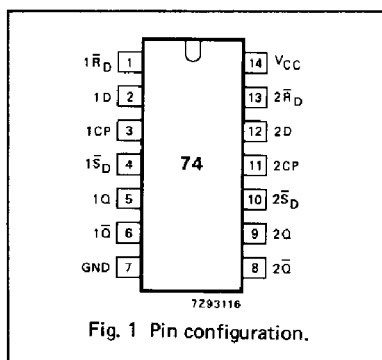 1R̅D 1 14 VCC
1D 2 13 2R̅D
1CP 3 12 2D
1S̅D 4 74 11 2CP
1Q 5 10 2S̅D
1Q̅ 6 9 2Q
GND 7 8 2Q̅
7Z93116
Fig. 1 Pin configuration.